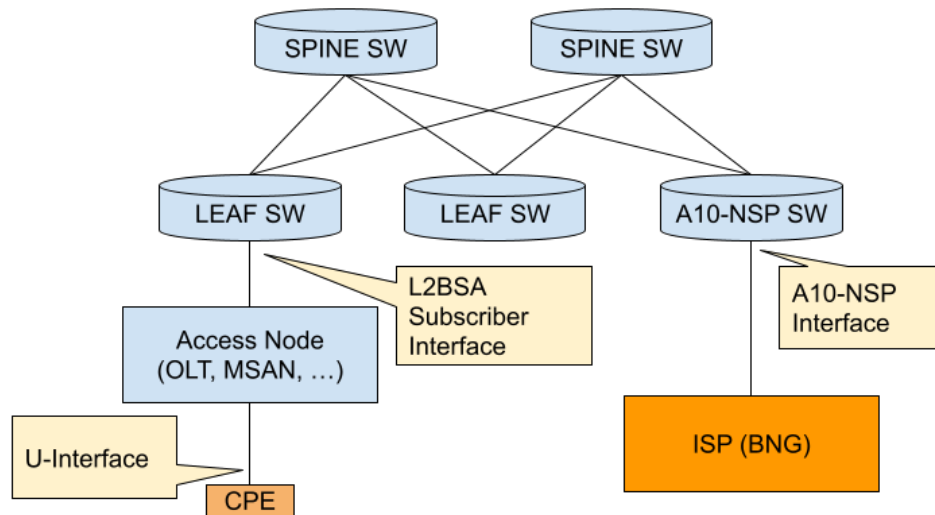 SPINE SW
SPINE SW
LEAF SW
LEAF SW
A10-NSP SW
L2BSA
Subscriber
Interface
A10-NSP
Interface
Access Node
(OLT, MSAN, …)
U-Interface
ISP (BNG)
CPE